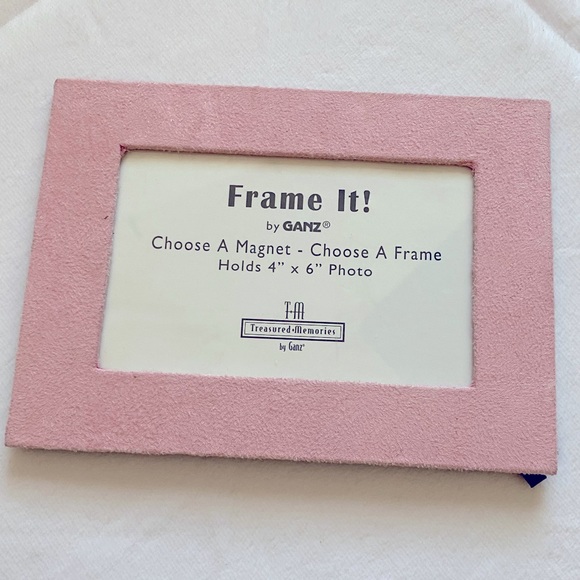 Frame It!
by GANZ®
Choose A Magnet - Choose A Frame
Holds 4" x 6" Photo
T·M
Treasured·Memories
by Ganz®